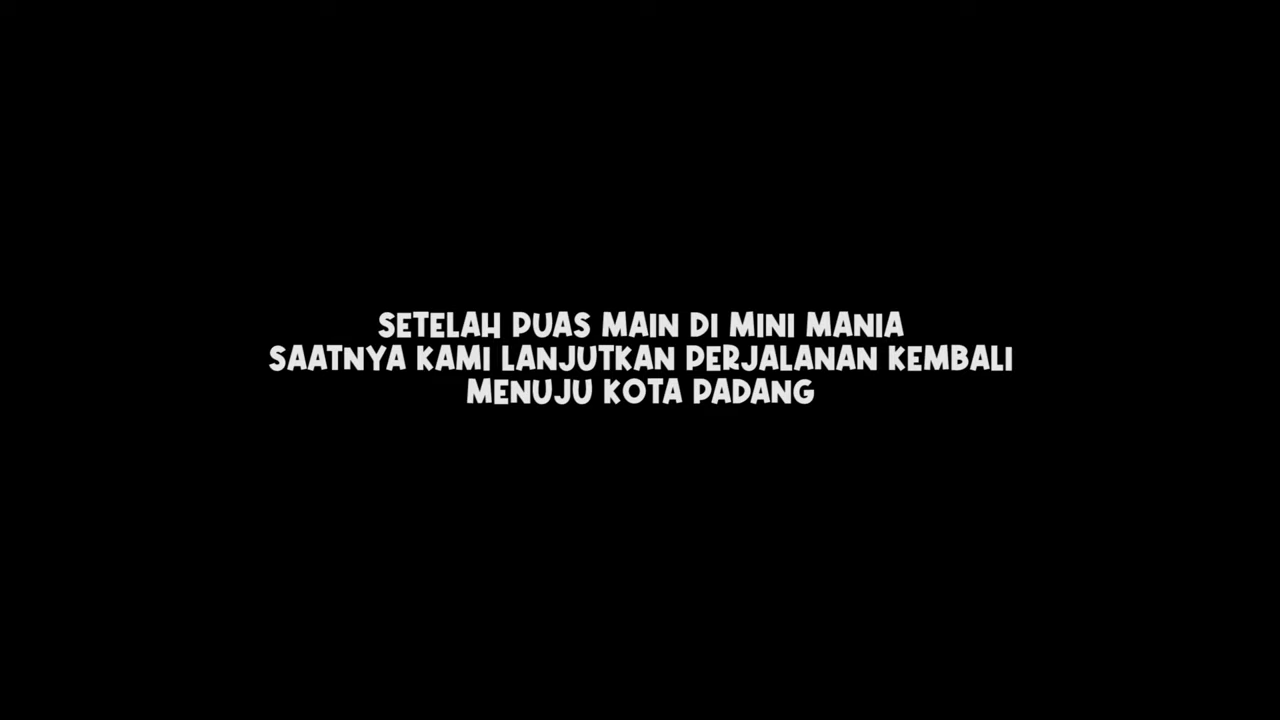 SETELAH PUAS MAIN DI MINI MANIA
SAATNYA KAMI LANJUTKAN PERJALANAN KEMBALI
MENUJU KOTA PADANG